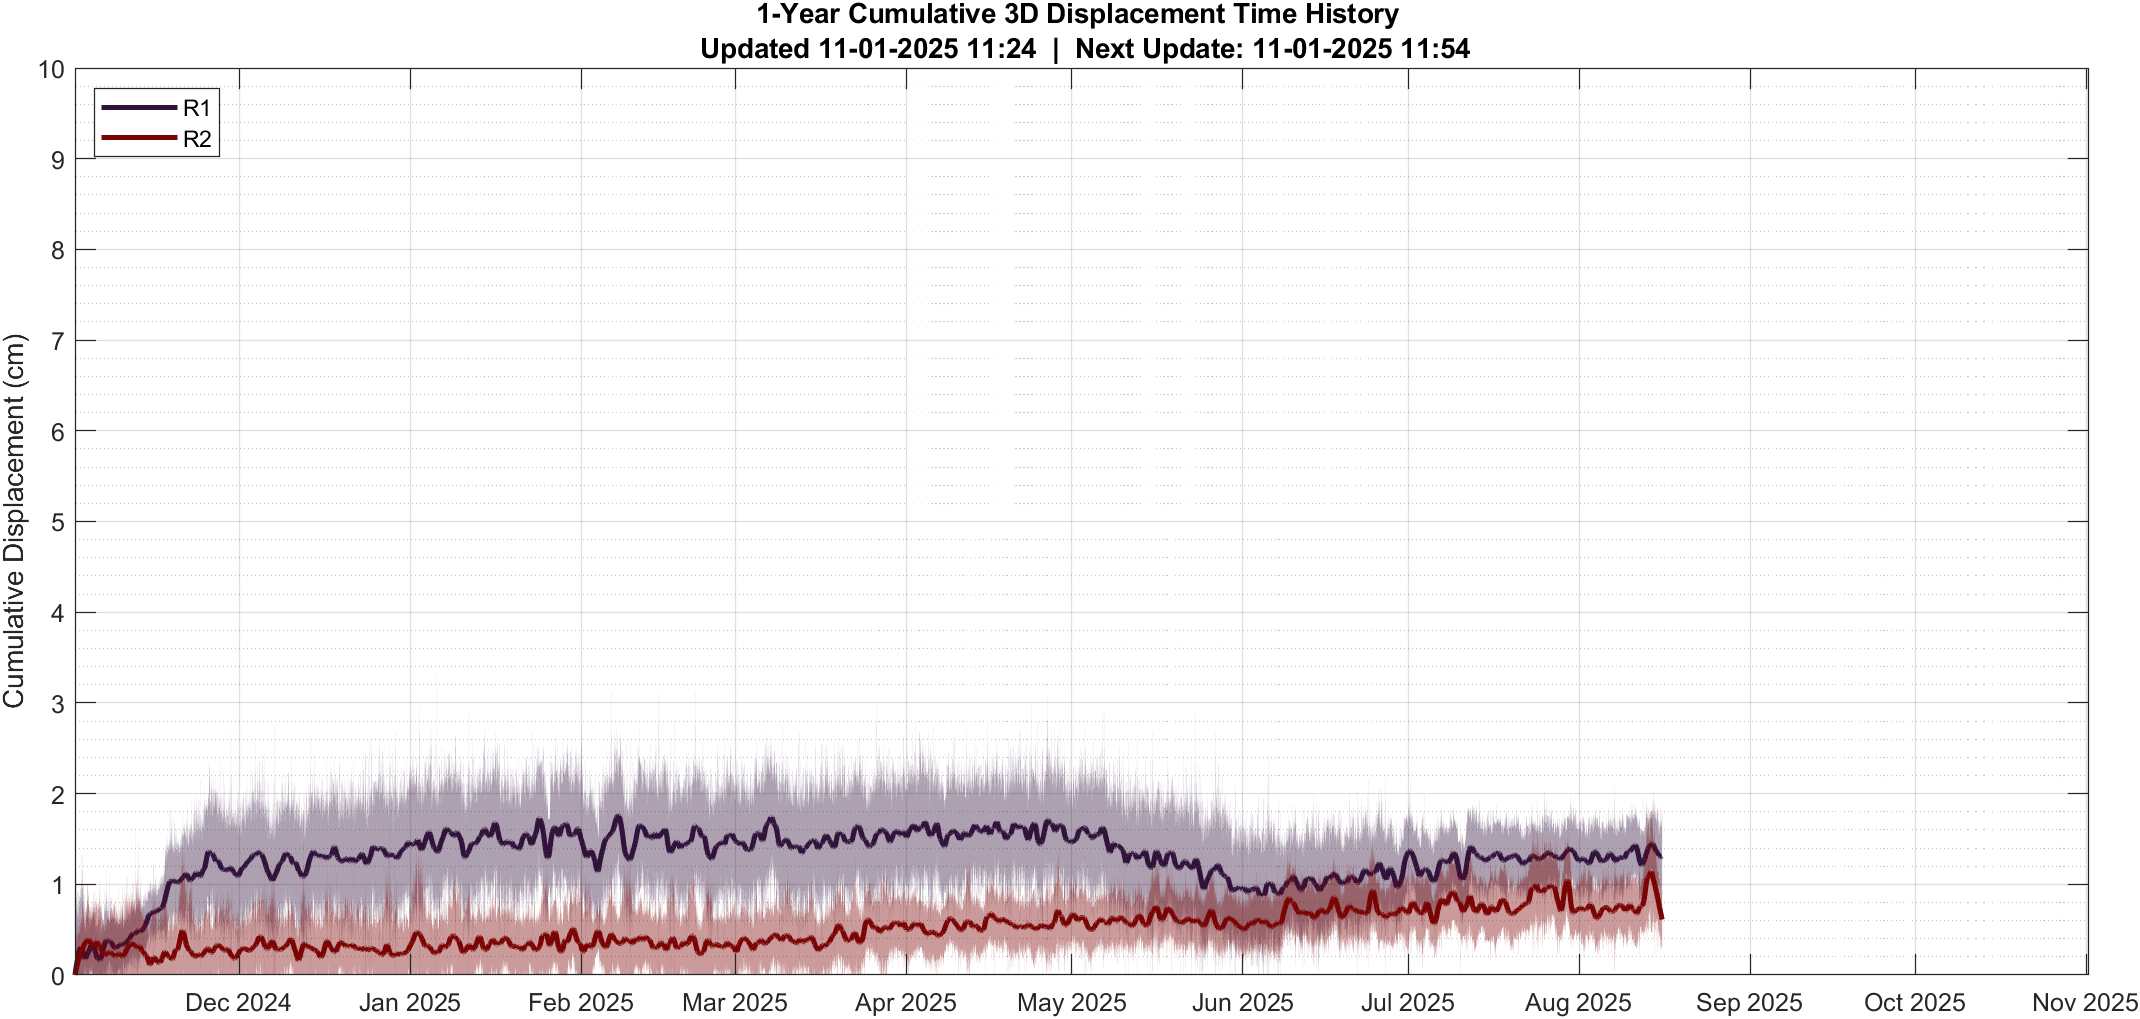 1-Year Cumulative 3D Displacement Time History
Updated 11-01-2025 11:24 | Next Update: 11-01-2025 11:54
R1
R2
Cumulative Displacement (cm)
10
9
8
7
6
5
4
3
2
1
0
Dec 2024 Jan 2025 Feb 2025 Mar 2025 Apr 2025 May 2025 Jun 2025 Jul 2025 Aug 2025 Sep 2025 Oct 2025 Nov 2025